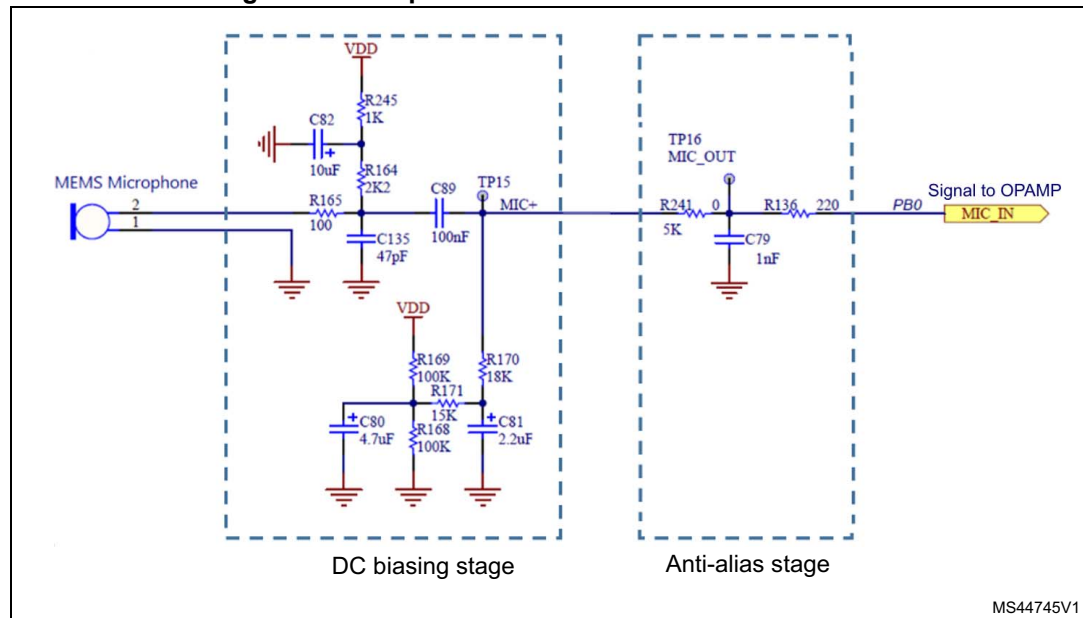 VDD
R245
1K
C82
10uF
R164
2K2
MEMS Microphone
2
1
R165
100
C89
100nF
TP15
MIC+
C135
47pF
TP16
MIC_OUT
R241
5K
0
R136
220
PB0
Signal to OPAMP
MIC_IN
C79
1nF
VDD
R169
100K
R170
18K
R171
15K
C80
4.7uF
R168
100K
C81
2.2uF
DC biasing stage
Anti-alias stage
MS44745V1